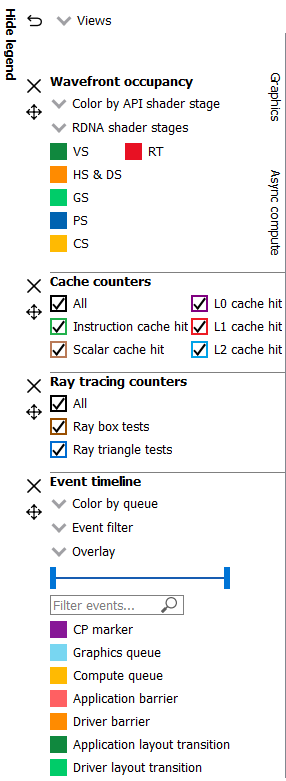 Hide legend
Views
Wavefront occupancy
Color by API shader stage
RDNA shader stages
VS RT
HS & DS
GS
PS
CS
Graphics
Async compute
Cache counters
All L0 cache hit
Instruction cache hit L1 cache hit
Scalar cache hit L2 cache hit
Ray tracing counters
All
Ray box tests
Ray triangle tests
Event timeline
Color by queue
Event filter
Overlay
Filter events...
CP marker
Graphics queue
Compute queue
Application barrier
Driver barrier
Application layout transition
Driver layout transition